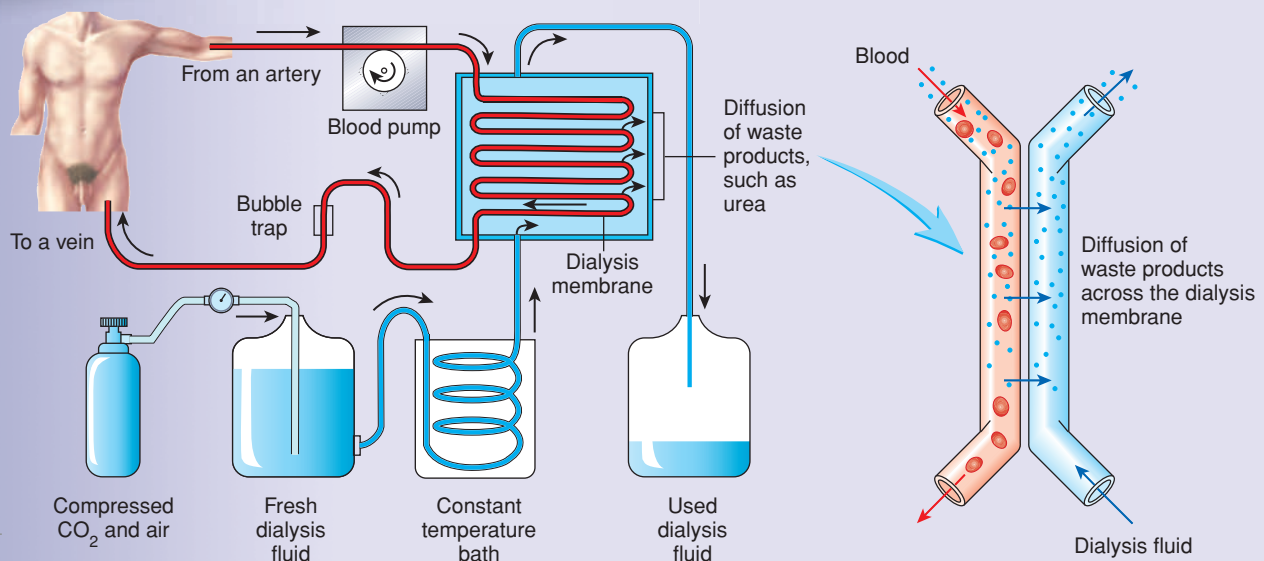 From an artery
Blood pump
Bubble
trap
To a vein
Diffusion
of waste
products,
such as
urea
Dialysis
membrane
Compressed
CO₂ and air
Fresh
dialysis
fluid
Constant
temperature
bath
Used
dialysis
fluid
Blood
Diffusion of
waste products
across the dialysis
membrane
Dialysis fluid